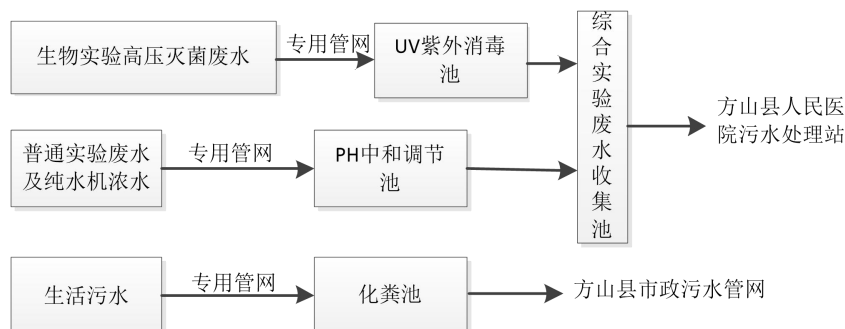 生物实验高压灭菌废水
专用管网
UV紫外消毒
池
综
合
实
验
废
水
收
集
池
方山县人民医
院污水处理站
普通实验废水
及纯水机浓水
专用管网
PH中和调节
池
生活污水
专用管网
化粪池
方山县市政污水管网